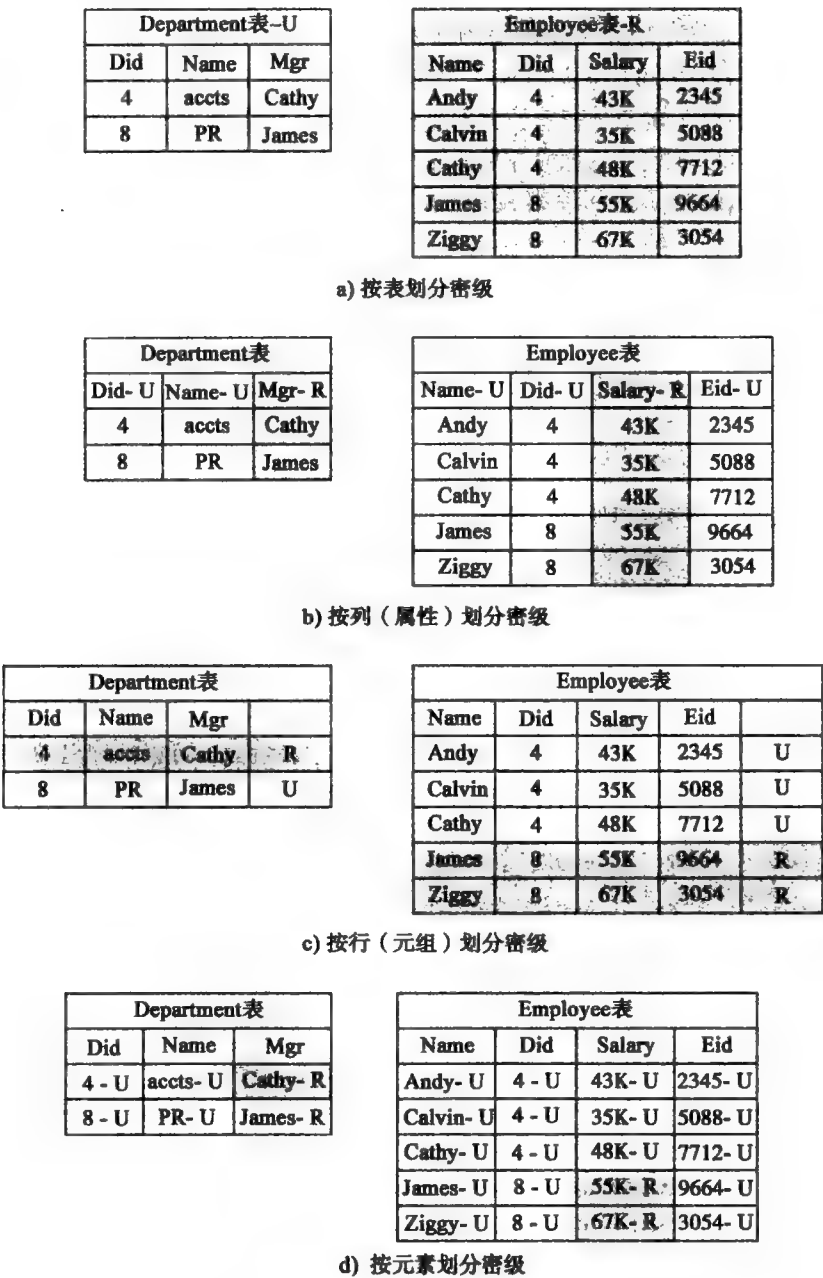 Department表-U
Did Name Mgr
4 accts Cathy
8 PR James
Employee表-R
Name Did Salary Eid
Andy 4 43K 2345
Calvin 4 35K 5088
Cathy 4 48K 7712
James 8 55K 9664
Ziggy 8 67K 3054
a) 按表划分密级
Department表
Did- U Name- U Mgr- R
4 accts Cathy
8 PR James
Employee表
Name- U Did- U Salary- R Eid- U
Andy 4 43K 2345
Calvin 4 35K 5088
Cathy 4 48K 7712
James 8 55K 9664
Ziggy 8 67K 3054
b) 按列（属性）划分密级
Department表
Did Name Mgr
4 accts Cathy R
8 PR James U
Employee表
Name Did Salary Eid
Andy 4 43K 2345 U
Calvin 4 35K 5088 U
Cathy 4 48K 7712 U
James 8 55K 9664 R
Ziggy 8 67K 3054 R
c) 按行（元组）划分密级
Department表
Did Name Mgr
4 - U accts- U Cathy- R
8 - U PR- U James- R
Employee表
Name Did Salary Eid
Andy- U 4 - U 43K- U 2345- U
Calvin- U 4 - U 35K- U 5088- U
Cathy- U 4 - U 48K- U 7712- U
James- U 8 - U 55K- R 9664- U
Ziggy- U 8 - U 67K- R 3054- U
d) 按元素划分密级